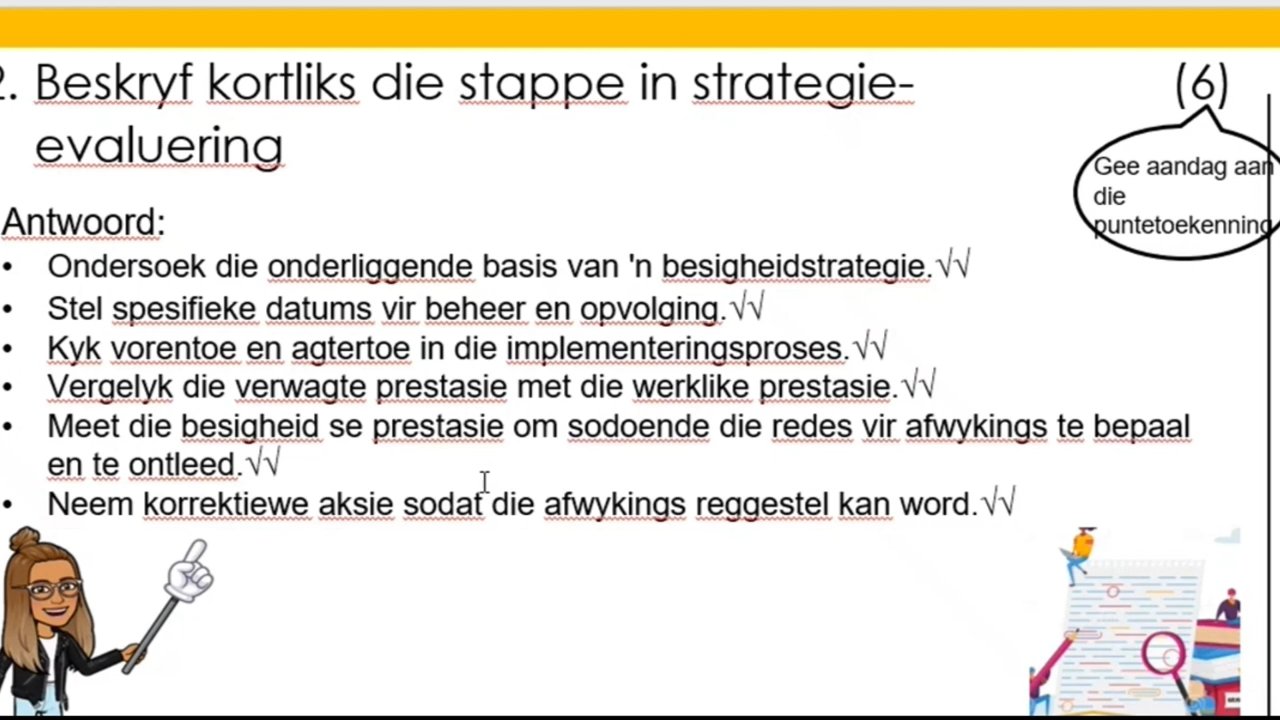 2. Beskryf kortliks die stappe in strategie-
evaluering
(6)
Gee aandag aan
die
puntetoekenning
Antwoord:
• Ondersoek die onderliggende basis van 'n besigheidstrategie.√√
• Stel spesifieke datums vir beheer en opvolging.√√
• Kyk vorentoe en agtertoe in die implementeringsproses.√√
• Vergelyk die verwagte prestasie met die werklike prestasie.√√
• Meet die besigheid se prestasie om sodoende die redes vir afwykings te bepaal
en te ontleed.√√
• Neem korrektiewe aksie sodat die afwykings reggestel kan word.√√